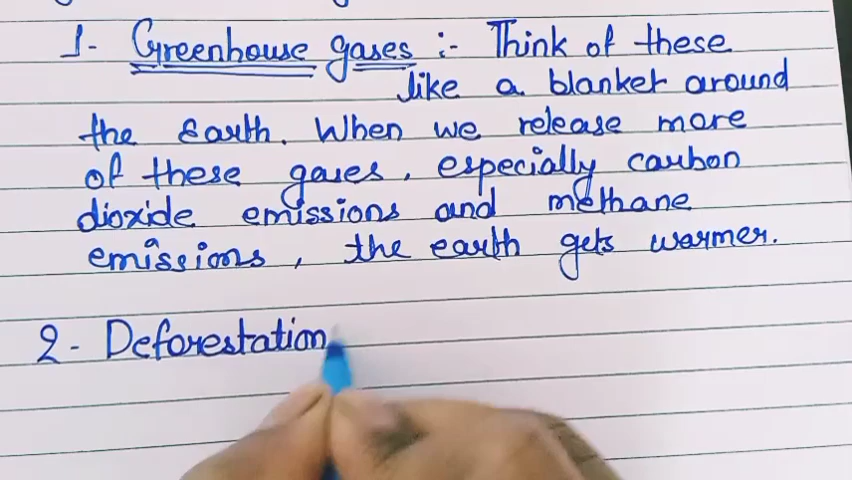 1- Greenhouse gases :- Think of these
like a blanket around
the Earth. When we release more
of these gases, especially carbon
dioxide emissions and methane
emissions, the earth gets warmer.
2- Deforestation